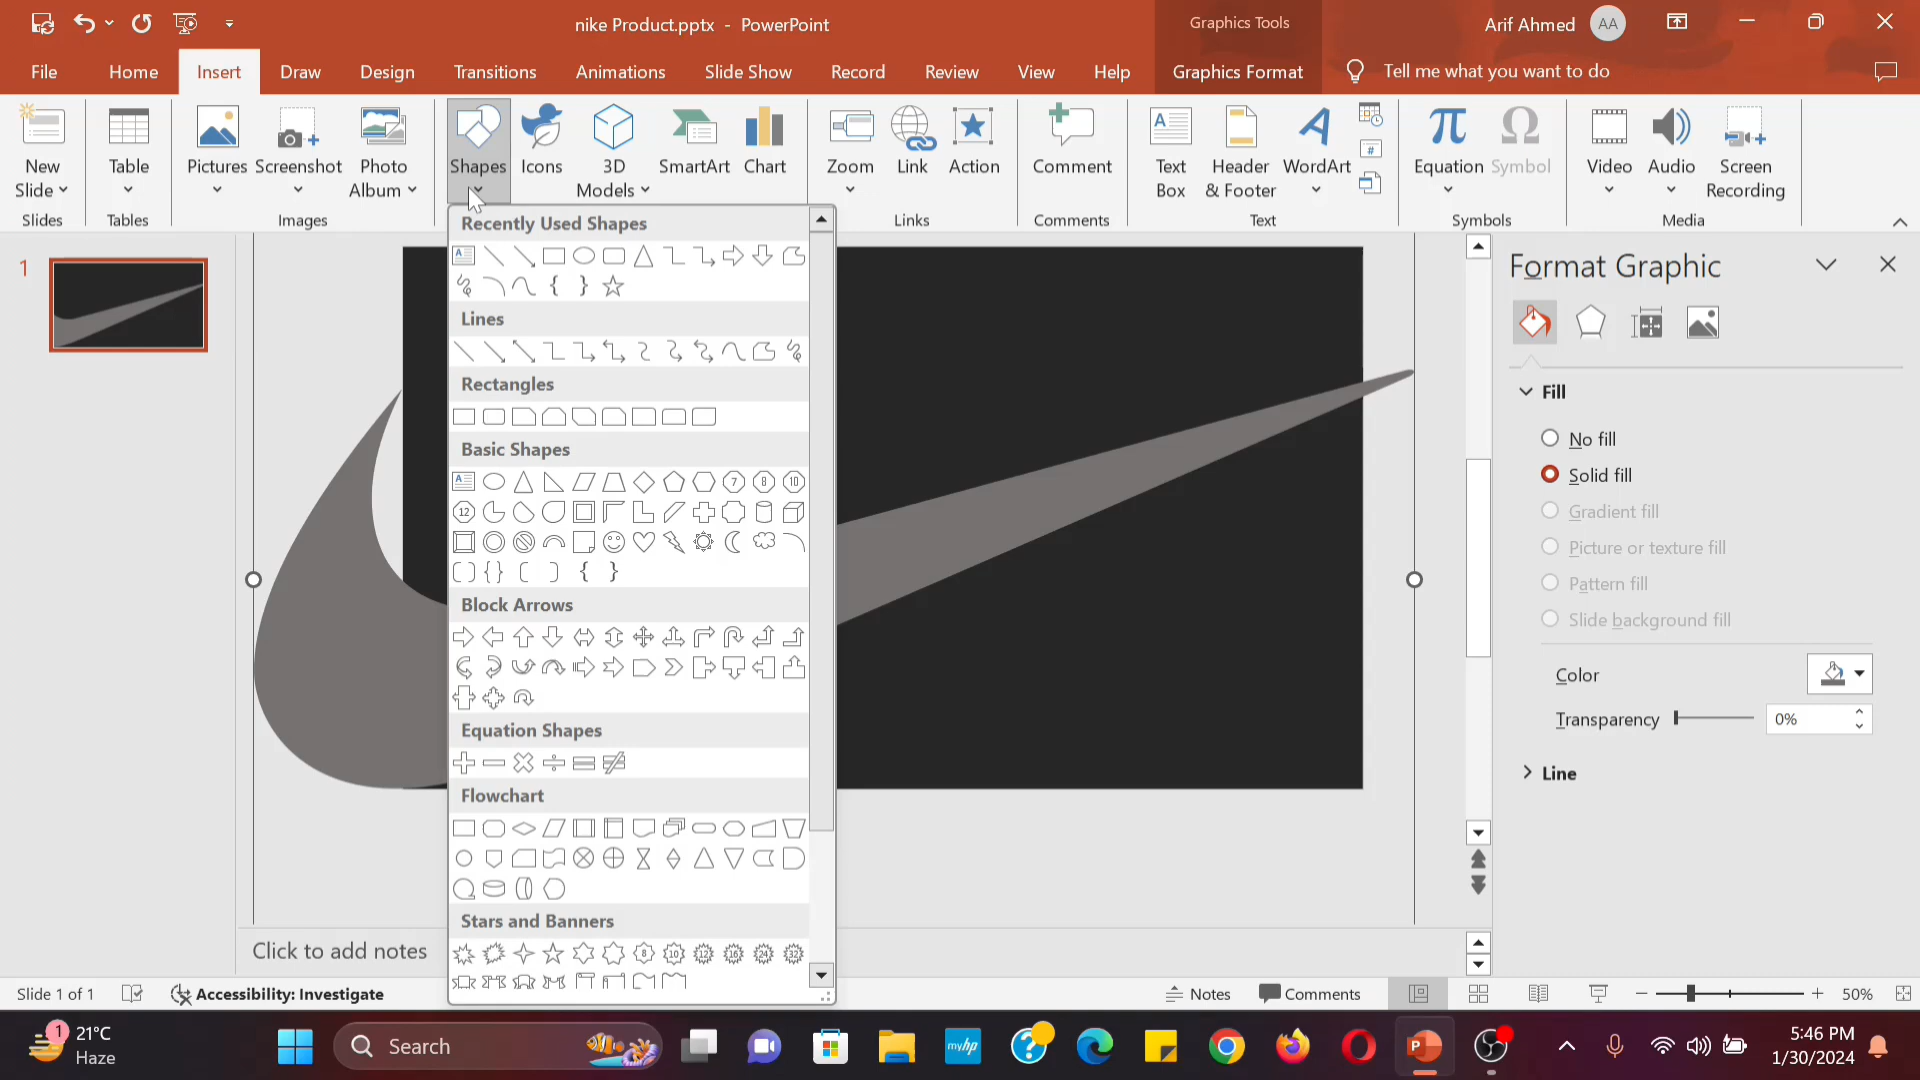 nike Product.pptx - PowerPoint
Graphics Tools
Arif Ahmed
AA
File
Home
Insert
Draw
Design
Transitions
Animations
Slide Show
Record
Review
View
Help
Graphics Format
Tell me what you want to do
New Slide
Table
Pictures
Screenshot
Photo Album
Shapes
Icons
3D Models
SmartArt
Chart
Zoom
Link
Action
Comment
Text Box
Header & Footer
WordArt
Equation
Symbol
Video
Audio
Screen Recording
Slides
Tables
Images
Links
Comments
Text
Symbols
Media
1
Recently Used Shapes
Lines
Rectangles
Basic Shapes
Block Arrows
Equation Shapes
Flowchart
Stars and Banners
Format Graphic
Fill
No fill
Solid fill
Gradient fill
Picture or texture fill
Pattern fill
Slide background fill
Color
Transparency
0%
Line
Click to add notes
Slide 1 of 1
Accessibility: Investigate
Notes
Comments
50%
1
21°C
Haze
Search
myhp
5:46 PM
1/30/2024